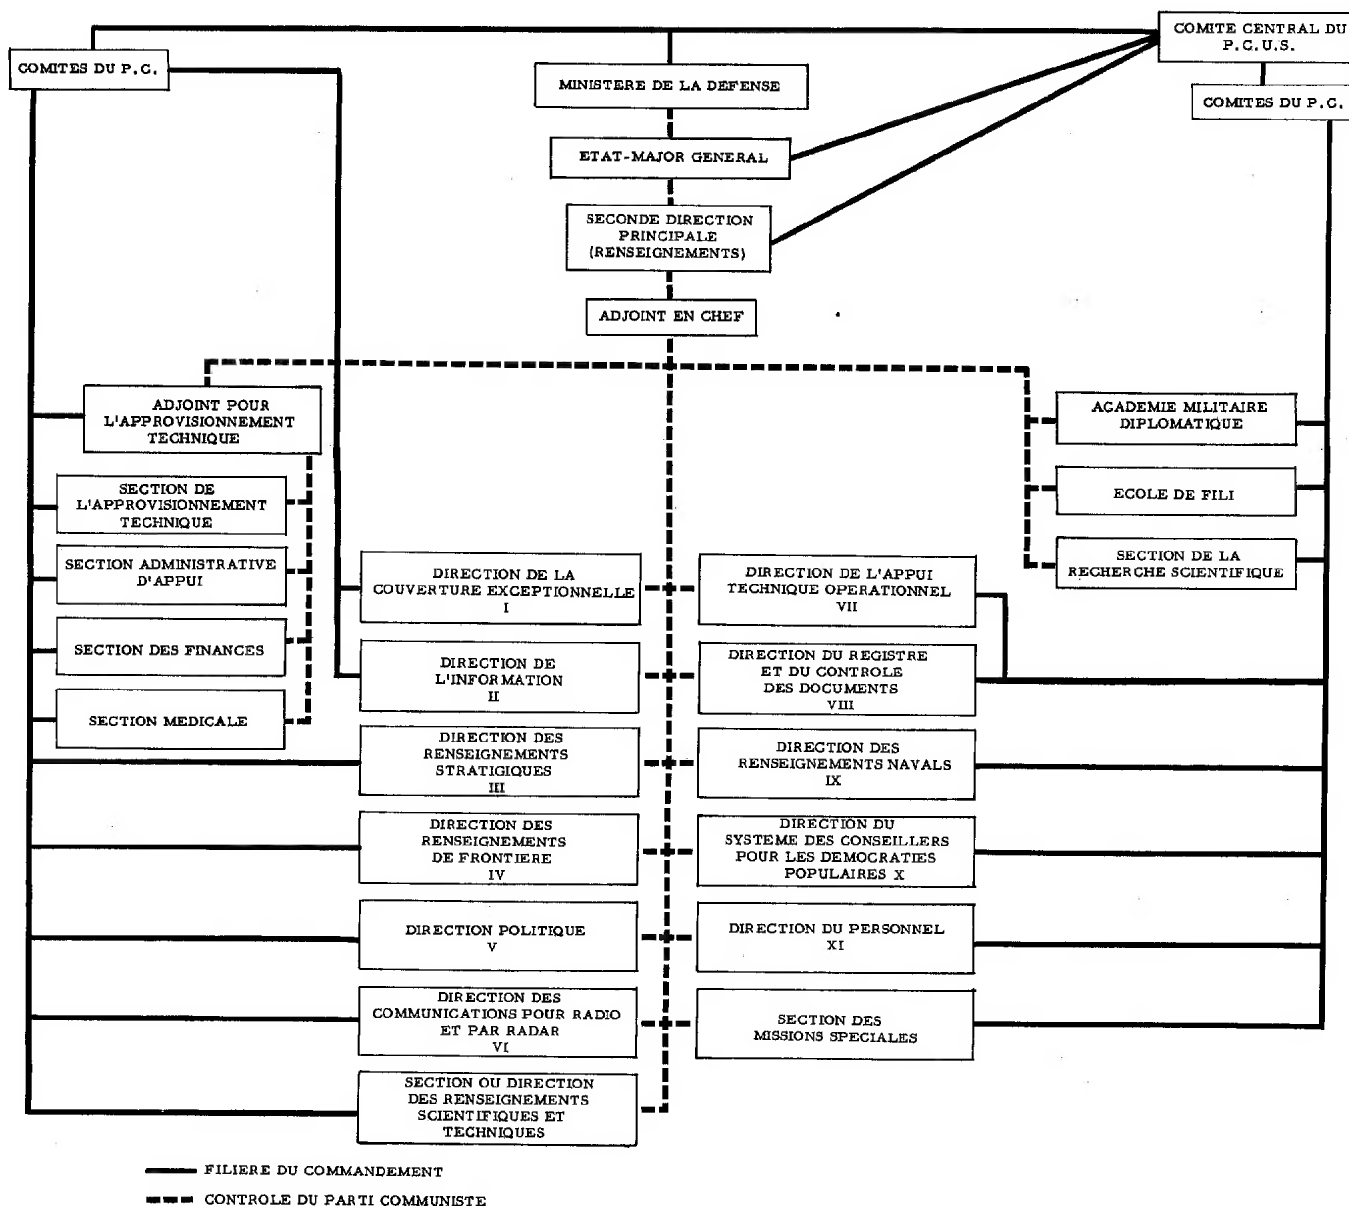 COMITE CENTRAL DU
P.C.U.S.
COMITES DU P.C.
COMITES DU P.C.
MINISTERE DE LA DEFENSE
ETAT-MAJOR GENERAL
SECONDE DIRECTION
PRINCIPALE
(RENSEIGNEMENTS)
ADJOINT EN CHEF
ADJOINT POUR
L'APPROVISIONNEMENT
TECHNIQUE
SECTION DE
L'APPROVISIONNEMENT
TECHNIQUE
SECTION ADMINISTRATIVE
D'APPUI
SECTION DES FINANCES
SECTION MEDICALE
ACADEMIE MILITAIRE
DIPLOMATIQUE
ECOLE DE FILI
SECTION DE LA
RECHERCHE SCIENTIFIQUE
DIRECTION DE LA
COUVERTURE EXCEPTIONNELLE
I
DIRECTION DE
L'INFORMATION
II
DIRECTION DES
RENSEIGNEMENTS
STRATIGIQUES
III
DIRECTION DES
RENSEIGNEMENTS
DE FRONTIERE
IV
DIRECTION POLITIQUE
V
DIRECTION DES
COMMUNICATIONS POUR RADIO
ET PAR RADAR
VI
SECTION OU DIRECTION
DES RENSEIGNEMENTS
SCIENTIFIQUES ET
TECHNIQUES
DIRECTION DE L'APPUI
TECHNIQUE OPERATIONNEL
VII
DIRECTION DU REGISTRE
ET DU CONTROLE
DES DOCUMENTS
VIII
DIRECTION DES
RENSEIGNEMENTS NAVALS
IX
DIRECTION DU
SYSTEME DES CONSEILLERS
POUR LES DEMOCRATIES
POPULAIRES X
DIRECTION DU PERSONNEL
XI
SECTION DES
MISSIONS SPECIALES
FILIERE DU COMMANDEMENT
CONTROLE DU PARTI COMMUNISTE